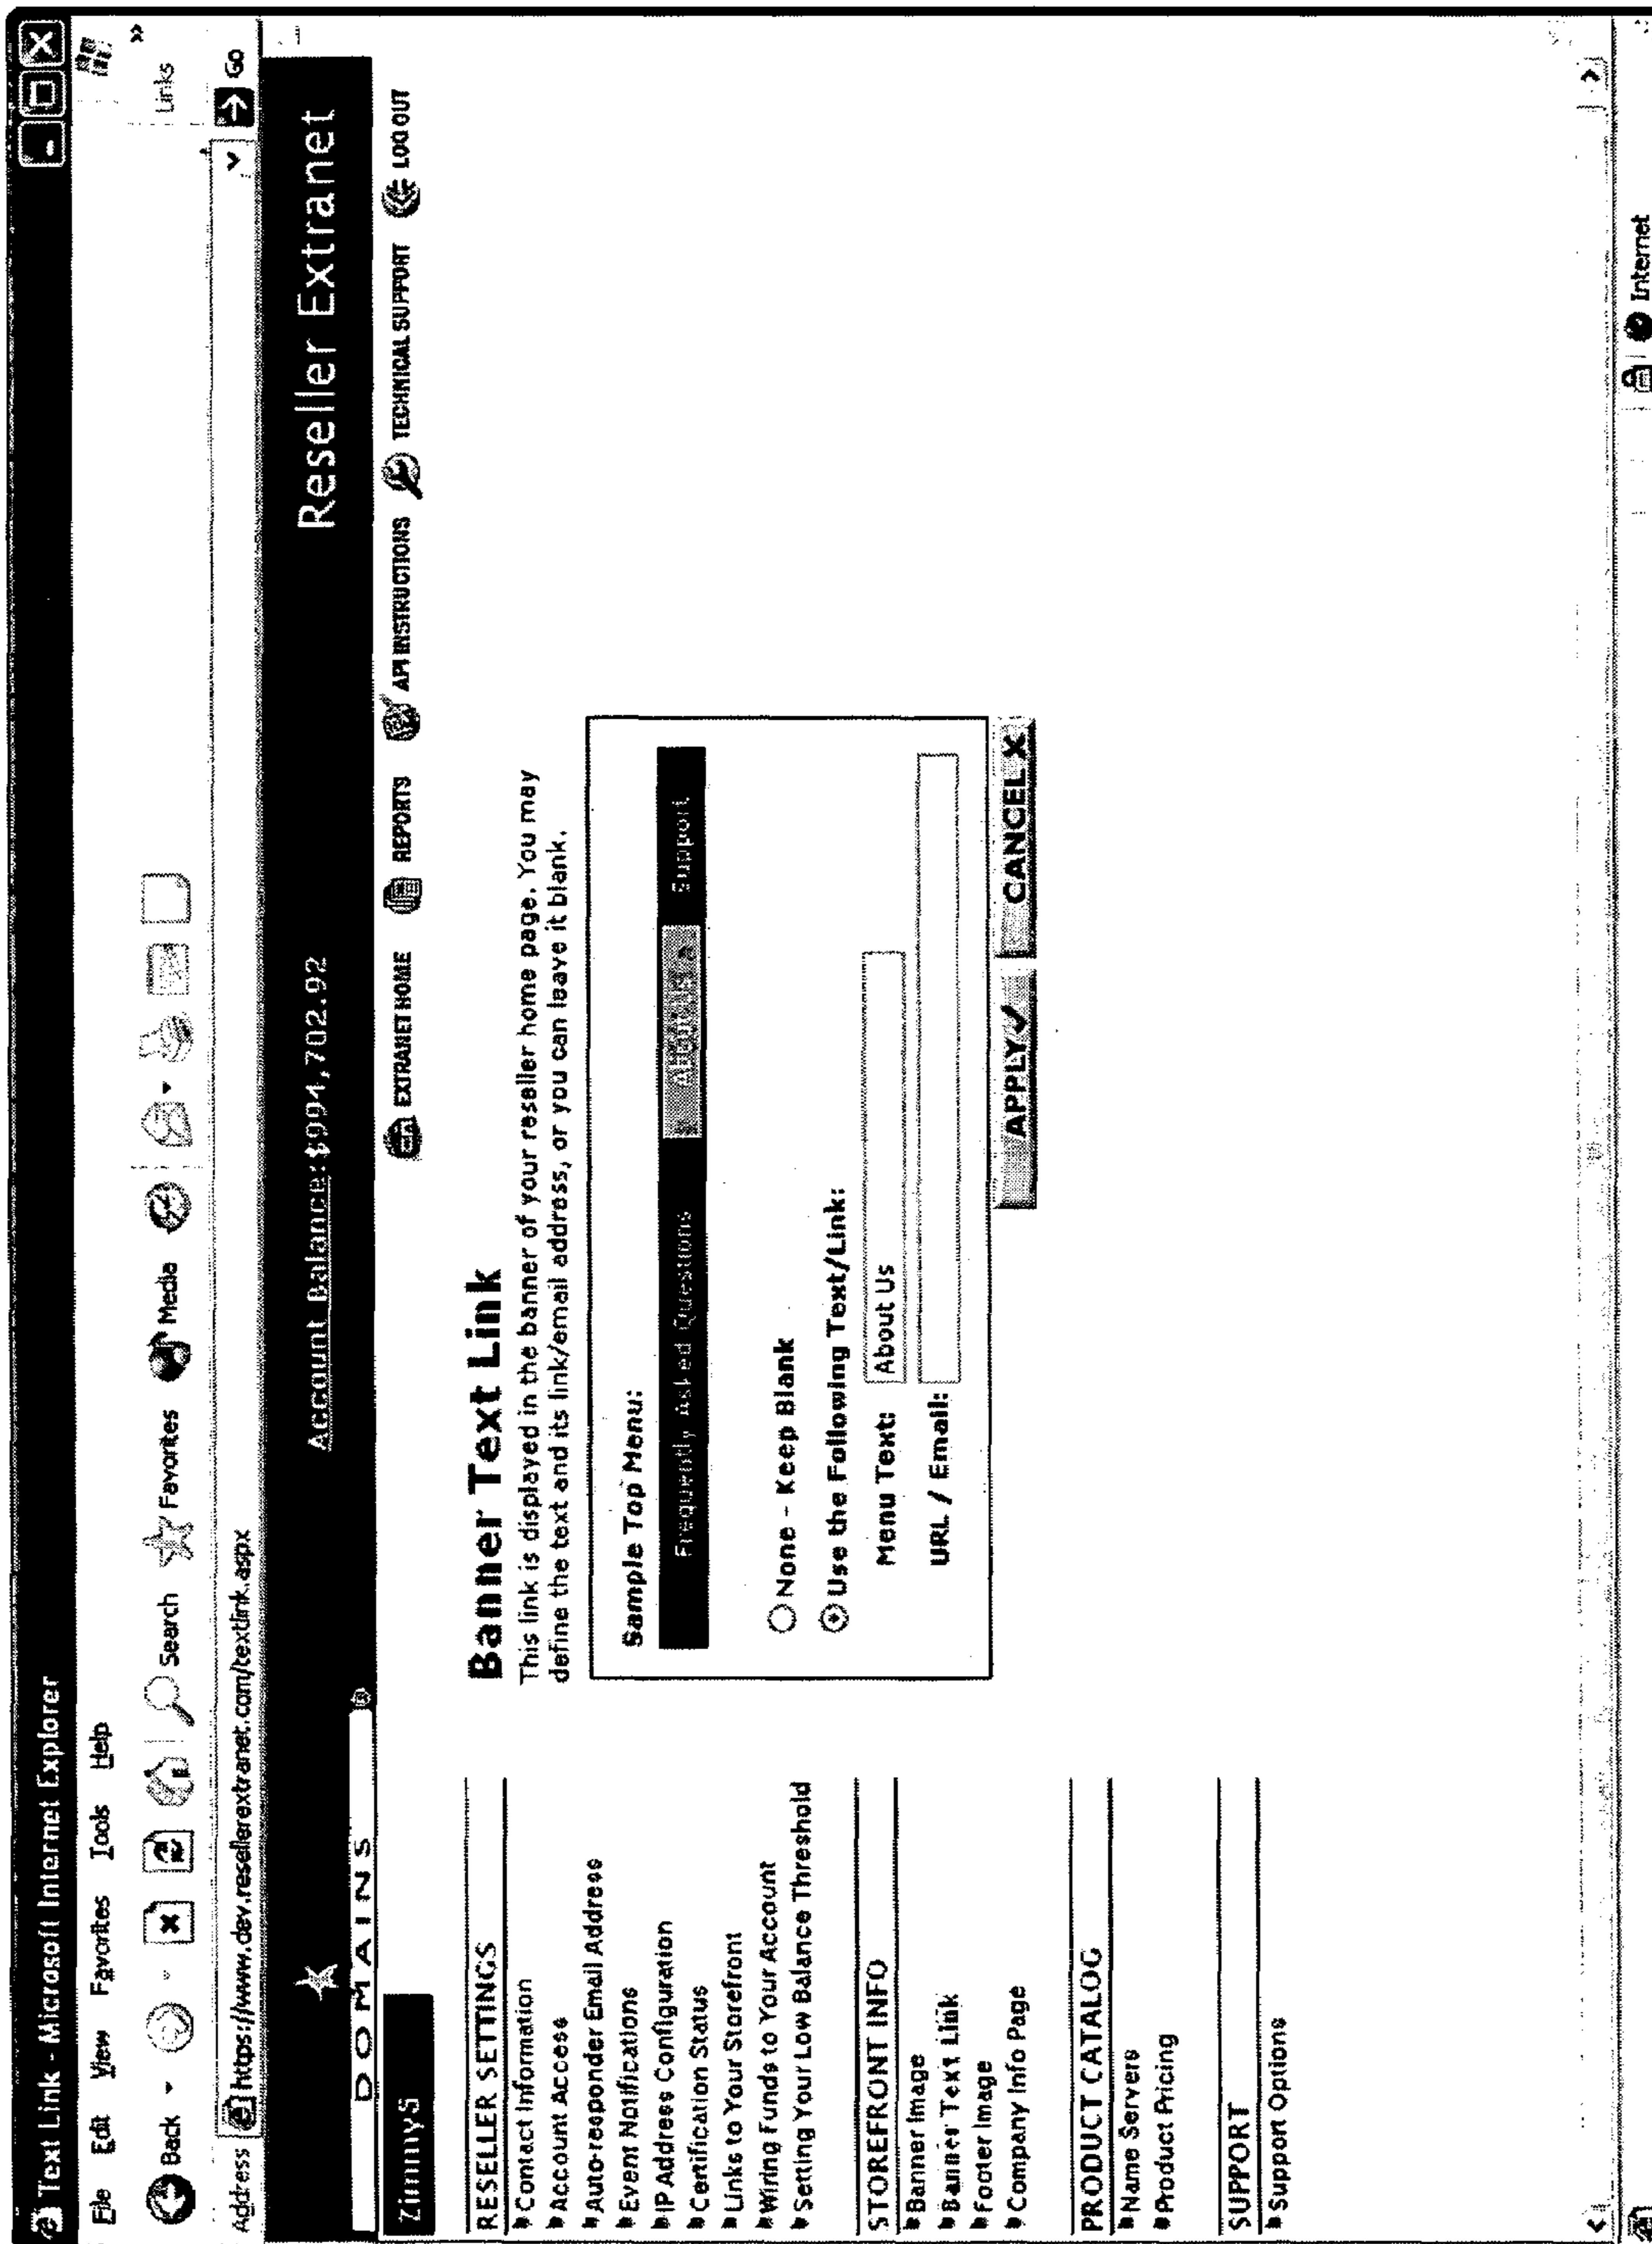 Text Link - Microsoft Internet Explorer
File Edit View Favorites Tools Help
Back Search Favorites Media Links »
Address https://www.dev.resellerextranet.com/textlink.aspx Go
DOMAINS ®
Account Balance: $994,702.92
Reseller Extranet
Zimmys
EXTRANET HOME REPORTS API INSTRUCTIONS TECHNICAL SUPPORT LOG OUT
RESELLER SETTINGS
Contact Information
Account Access
Auto-responder Email Address
Event Notifications
IP Address Configuration
Certification Status
Links to Your Storefront
Wiring Funds to Your Account
Setting Your Low Balance Threshold
STOREFRONT INFO
Banner Image
Banner Text Link
Footer Image
Company Info Page
PRODUCT CATALOG
Name Servers
Product Pricing
SUPPORT
Support Options
Banner Text Link
This link is displayed in the banner of your reseller home page. You may
define the text and its link/email address, or you can leave it blank.
Sample Top Menu:
Frequently Asked Questions About Us Support
None - Keep Blank
Use the Following Text/Link:
Menu Text: About Us
URL / Email:
APPLY CANCEL X
Internet